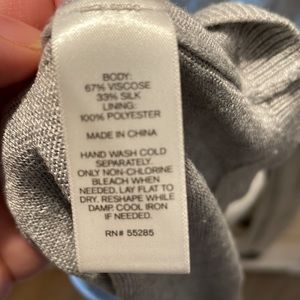 BODY:
67% VISCOSE
33% SILK
LINING:
100% POLYESTER
MADE IN CHINA
HAND WASH COLD
SEPARATELY.
ONLY NON-CHLORINE
BLEACH WHEN
NEEDED. LAY FLAT TO
DRY. RESHAPE WHILE
DAMP. COOL IRON
IF NEEDED.
RN# 55285